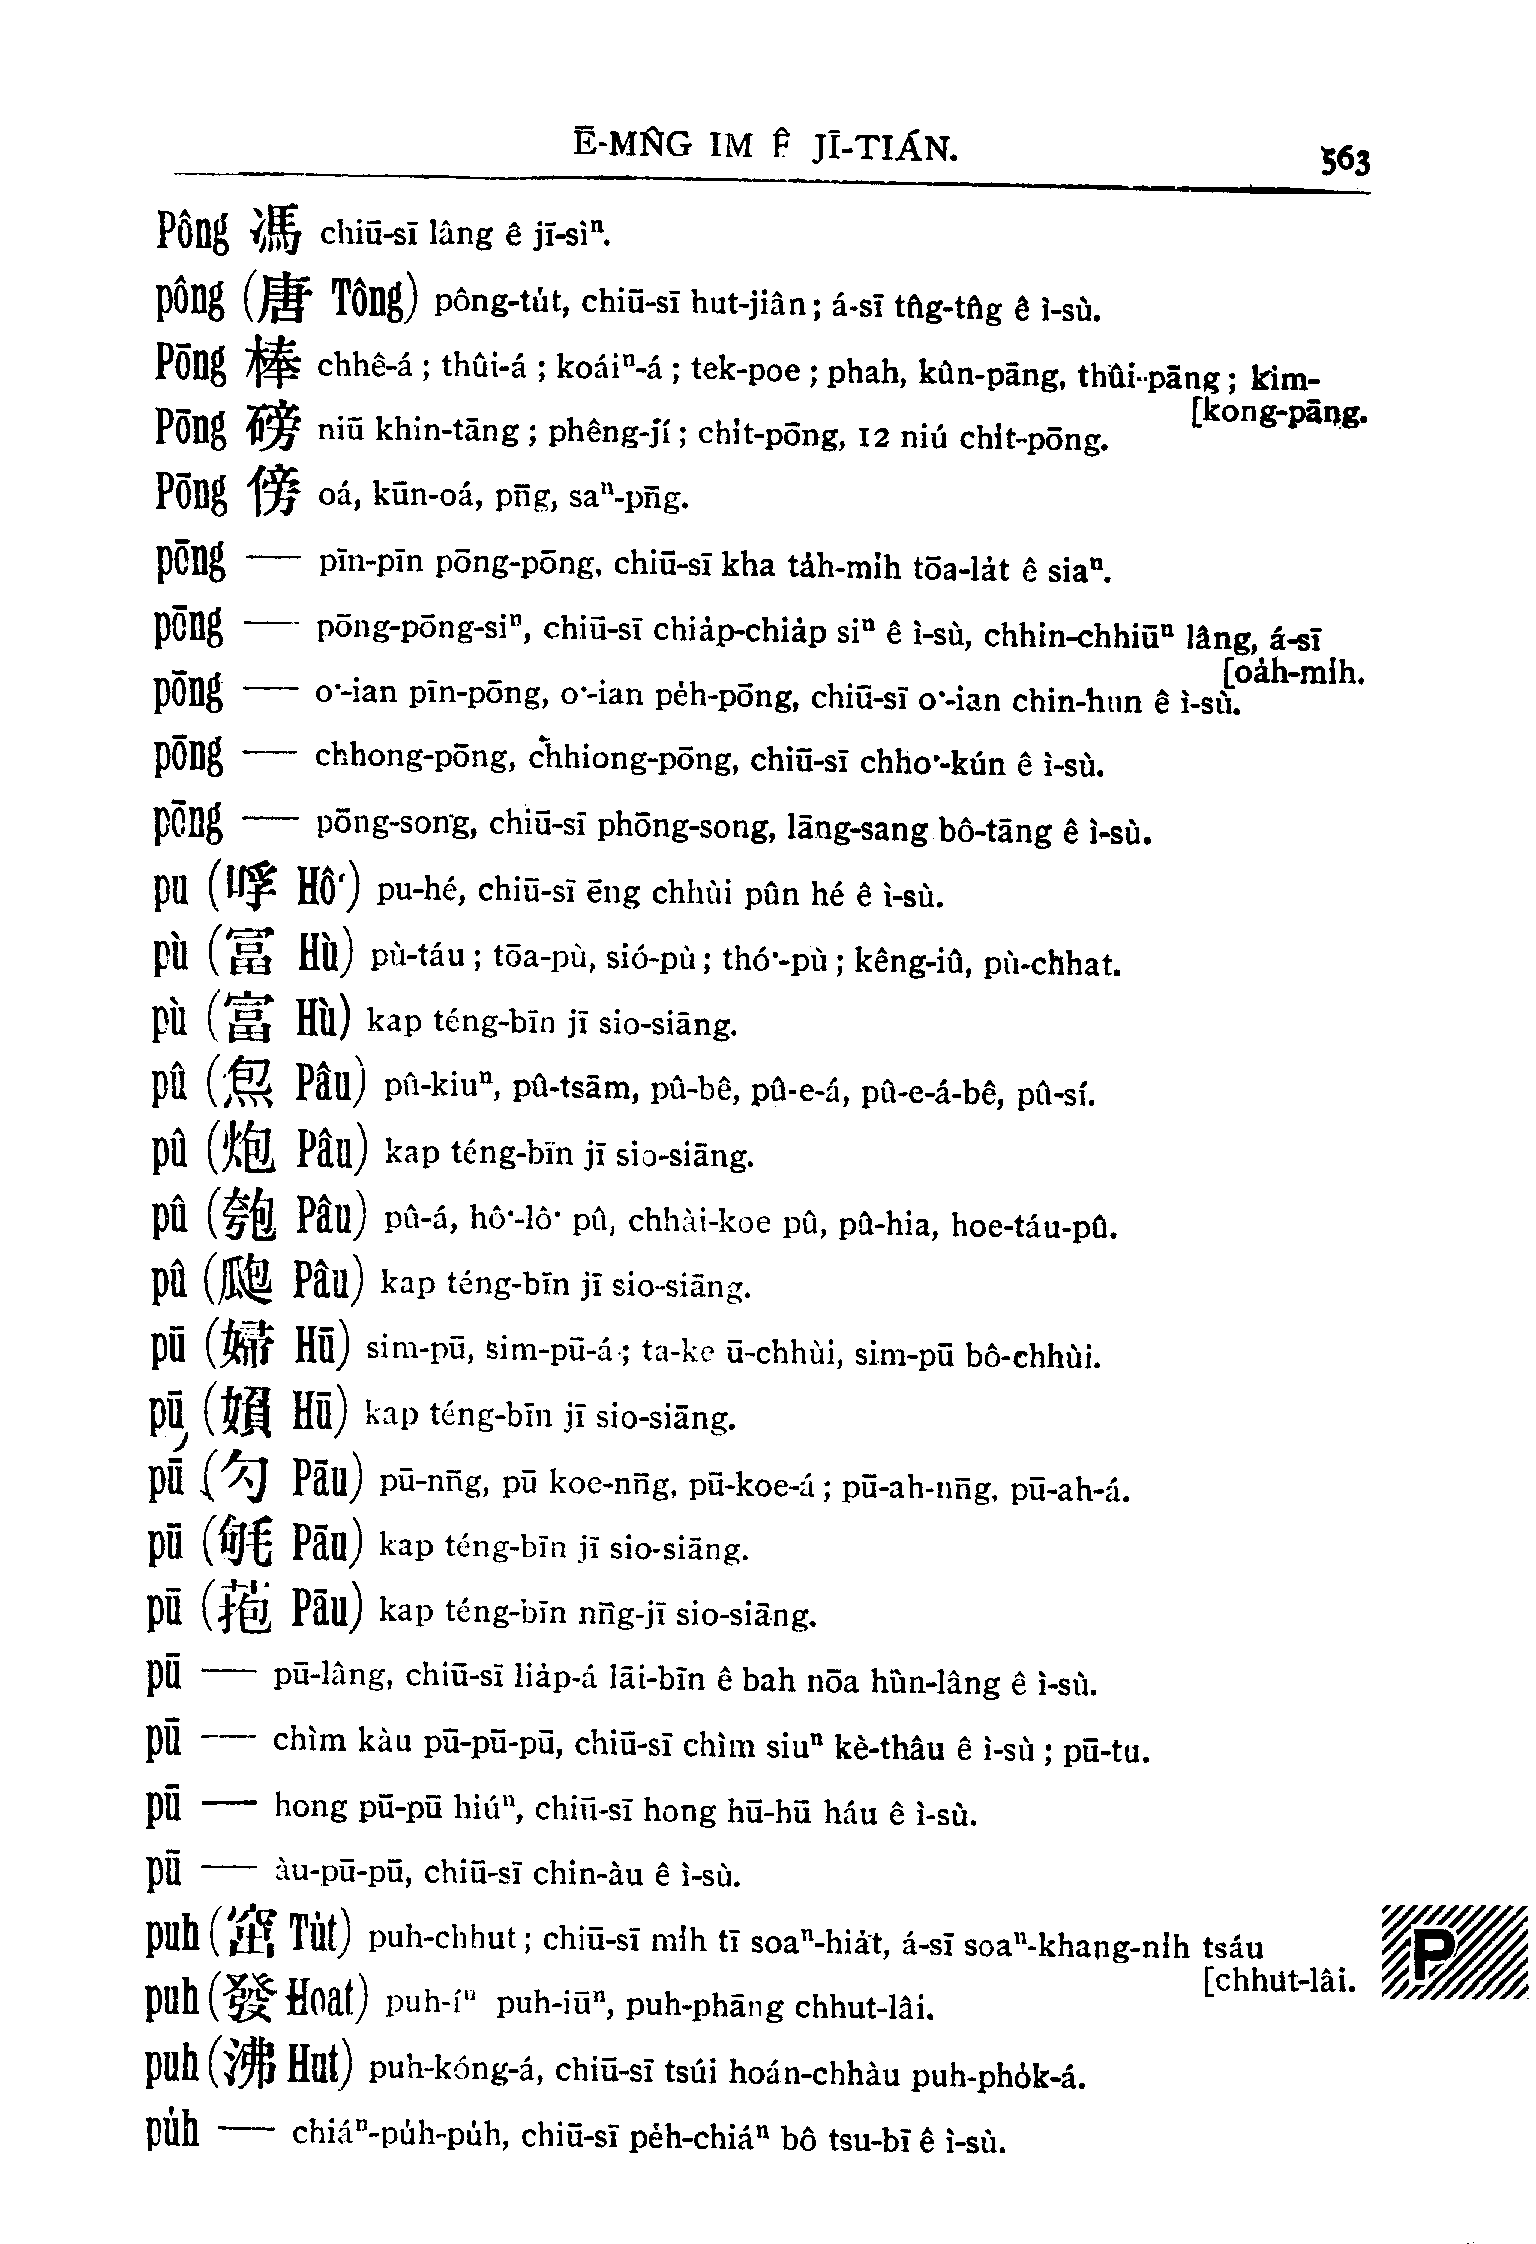 Ē-MN̂G IM Ê JĪ-TIÁN.
563
Pông 馮 chiū-sī lâng ê jī-sìⁿ.
pông (唐 Tông) pông-tu̍t, chiū-sī hut-jiân; á-sī tn̂g-tn̂g ê ì-sù.
Pōng 棒 chhê-á; thûi-á; koáiⁿ-á; tek-poe; phah, kûn-pāng, thûi-pāng; kim-
[kong-pāng.
Pōng 磅 niū khin-tāng; phêng-jí; chi̍t-pōng, 12 niú chi̍t-pōng.
Pōng 傍 oá, kūn-oá, pn̄g, saⁿ-pn̄g.
pōng — pīn-pīn pōng-pōng, chiū-sī kha ta̍h-mi̍h tōa-la̍t ê siaⁿ.
pōng — pōng-pōng-siⁿ, chiū-sī chia̍p-chia̍p siⁿ ê ì-sù, chhin-chhiūⁿ lâng, á-sī
[oa̍h-mi̍h.
pōng — o͘-ian pīn-pōng, o͘-ian pe̍h-pōng, chiū-sī o͘-ian chin-hun ê ì-sù.
pōng — chhong-pōng, chhiong-pōng, chiū-sī chho͘-kún ê ì-sù.
pōng — pōng-song, chiū-sī phōng-song, lāng-sang bô-tāng ê ì-sù.
pu (哹 Hô͘) pu-hé, chiū-sī ēng chhùi pûn hé ê ì-sù.
pù (富 Hù) pù-táu; tōa-pù, sió-pù; thó͘-pù; kêng-iû, pù-chhat.
pù (富 Hù) kap téng-bīn jī sio-siāng.
pû (炰 Pâu) pû-kiuⁿ, pû-tsām, pû-bê, pû-e-á, pû-e-á-bê, pû-sí.
pû (炮 Pâu) kap téng-bīn jī sio-siāng.
pû (匏 Pâu) pû-á, hô͘-lô͘ pû, chhài-koe pû, pû-hia, hoe-táu-pû.
pû (瓟 Pâu) kap téng-bīn jī sio-siāng.
pū (婦 Hū) sim-pū, sim-pū-á; ta-ke ū-chhùi, sim-pū bô-chhùi.
pū (媍 Hū) kap téng-bīn jī sio-siāng.
pū (勽 Pāu) pū-nn̄g, pū koe-nn̄g, pū-koe-á; pū-ah-nn̄g, pū-ah-á.
pū (Pāu) kap téng-bīn jī sio-siāng.
pū (菢 Pāu) kap téng-bīn nn̄g-jī sio-siāng.
pū — pū-lâng, chiū-sī lia̍p-á lāi-bīn ê bah nōa hûn-lâng ê ì-sù.
pū — chìm kàu pū-pū-pū, chiū-sī chìm siuⁿ kè-thâu ê ì-sù; pū-tu.
pū — hong pū-pū hiúⁿ, chiū-sī hong hū-hū háu ê ì-sù.
pū — àu-pū-pū, chiū-sī chin-àu ê ì-sù.
puh (Tu̍t) puh-chhut; chiū-sī mi̍h tī soaⁿ-hia̍t, á-sī soaⁿ-khang-ni̍h tsáu
[chhut-lâi.
puh (發 Hoat) puh-íⁿ puh-iūⁿ, puh-phāng chhut-lâi.
puh (沸 Hut) puh-kóng-á, chiū-sī tsúi hoán-chhàu puh-pho̍k-á.
pu̍h — chiáⁿ-pu̍h-pu̍h, chiū-sī pe̍h-chiáⁿ bô tsu-bī ê ì-sù.
P